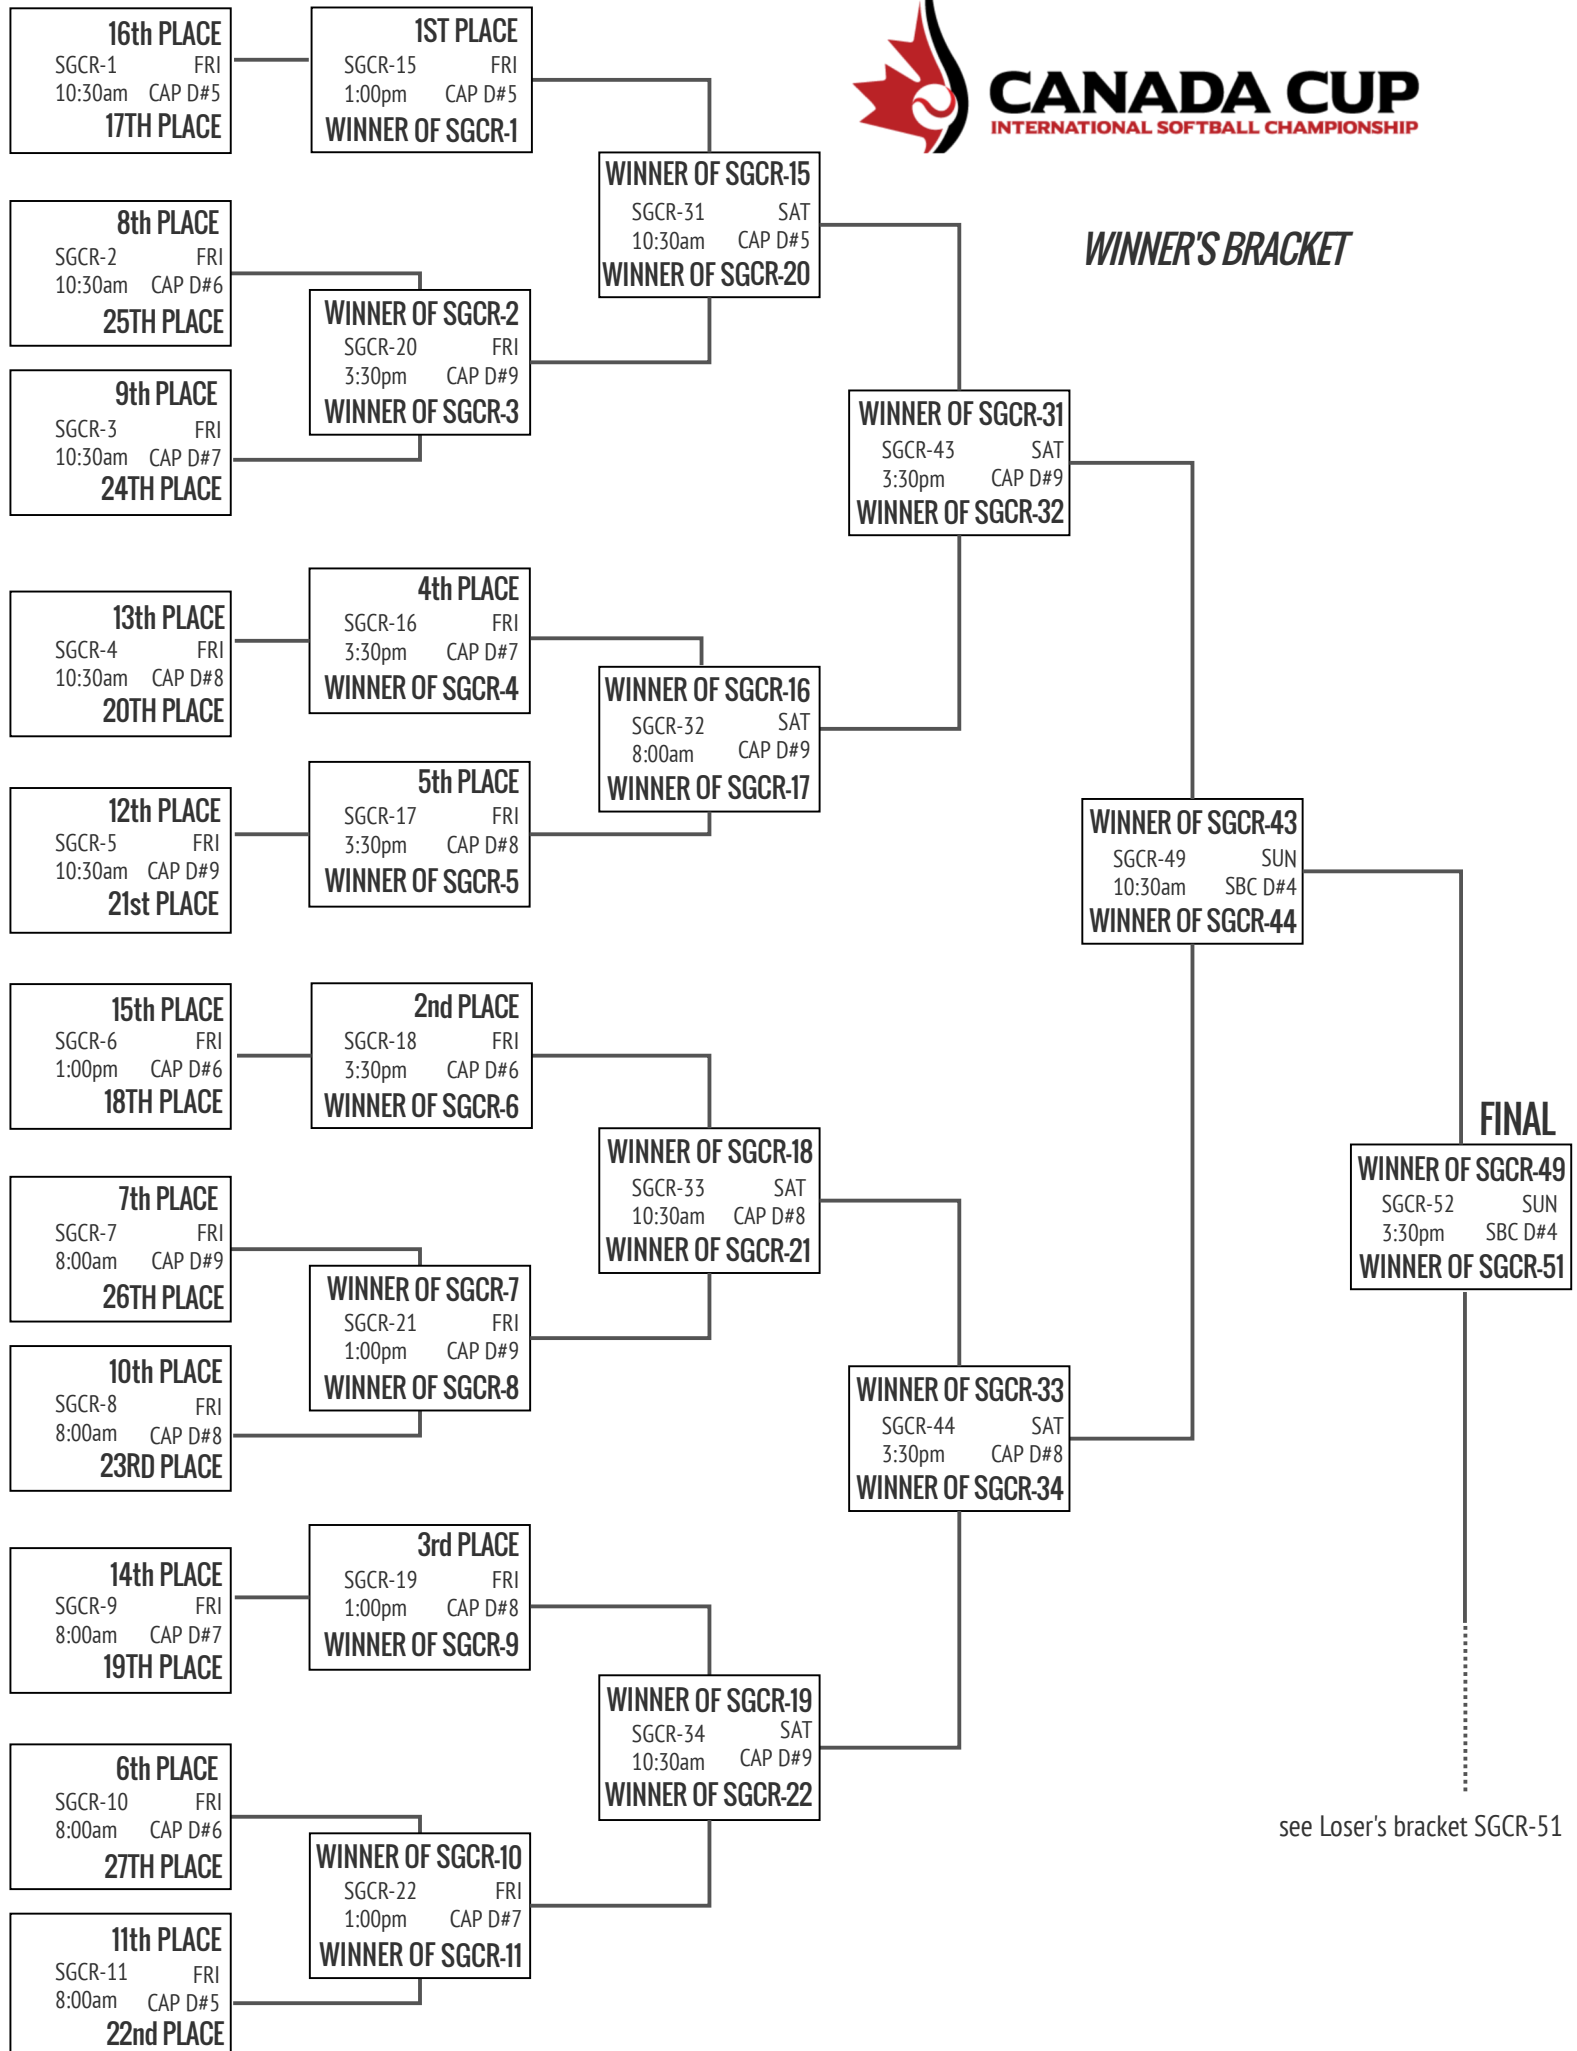 CANADA CUP
INTERNATIONAL SOFTBALL CHAMPIONSHIP
WINNER'S BRACKET
16th PLACE
SGCR-1 FRI
10:30am CAP D#5
17TH PLACE
8th PLACE
SGCR-2 FRI
10:30am CAP D#6
25TH PLACE
9th PLACE
SGCR-3 FRI
10:30am CAP D#7
24TH PLACE
13th PLACE
SGCR-4 FRI
10:30am CAP D#8
20TH PLACE
12th PLACE
SGCR-5 FRI
10:30am CAP D#9
21st PLACE
15th PLACE
SGCR-6 FRI
1:00pm CAP D#6
18TH PLACE
7th PLACE
SGCR-7 FRI
8:00am CAP D#9
26TH PLACE
10th PLACE
SGCR-8 FRI
8:00am CAP D#8
23RD PLACE
14th PLACE
SGCR-9 FRI
8:00am CAP D#7
19TH PLACE
6th PLACE
SGCR-10 FRI
8:00am CAP D#6
27TH PLACE
11th PLACE
SGCR-11 FRI
8:00am CAP D#5
22nd PLACE
1ST PLACE
SGCR-15 FRI
1:00pm CAP D#5
WINNER OF SGCR-1
WINNER OF SGCR-2
SGCR-20 FRI
3:30pm CAP D#9
WINNER OF SGCR-3
4th PLACE
SGCR-16 FRI
3:30pm CAP D#7
WINNER OF SGCR-4
5th PLACE
SGCR-17 FRI
3:30pm CAP D#8
WINNER OF SGCR-5
2nd PLACE
SGCR-18 FRI
3:30pm CAP D#6
WINNER OF SGCR-6
WINNER OF SGCR-7
SGCR-21 FRI
1:00pm CAP D#9
WINNER OF SGCR-8
3rd PLACE
SGCR-19 FRI
1:00pm CAP D#8
WINNER OF SGCR-9
WINNER OF SGCR-10
SGCR-22 FRI
1:00pm CAP D#7
WINNER OF SGCR-11
WINNER OF SGCR-15
SGCR-31 SAT
10:30am CAP D#5
WINNER OF SGCR-20
WINNER OF SGCR-16
SGCR-32 SAT
8:00am CAP D#9
WINNER OF SGCR-17
WINNER OF SGCR-18
SGCR-33 SAT
10:30am CAP D#8
WINNER OF SGCR-21
WINNER OF SGCR-19
SGCR-34 SAT
10:30am CAP D#9
WINNER OF SGCR-22
WINNER OF SGCR-31
SGCR-43 SAT
3:30pm CAP D#9
WINNER OF SGCR-32
WINNER OF SGCR-33
SGCR-44 SAT
3:30pm CAP D#8
WINNER OF SGCR-34
WINNER OF SGCR-43
SGCR-49 SUN
10:30am SBC D#4
WINNER OF SGCR-44
FINAL
WINNER OF SGCR-49
SGCR-52 SUN
3:30pm SBC D#4
WINNER OF SGCR-51
see Loser's bracket SGCR-51